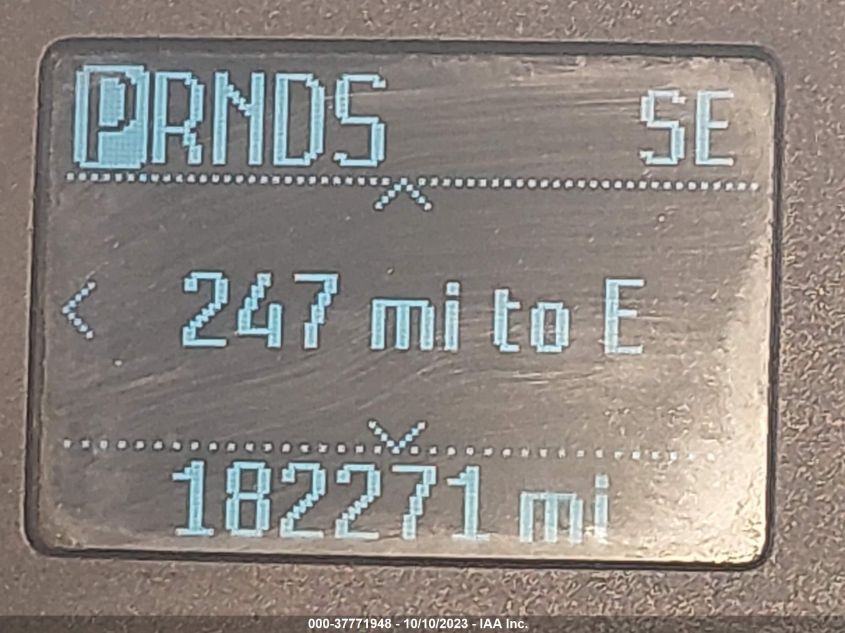 PRNDS SE
247 mi to E
182271 mi
000-37771948 - 10/10/2023 - IAA Inc.